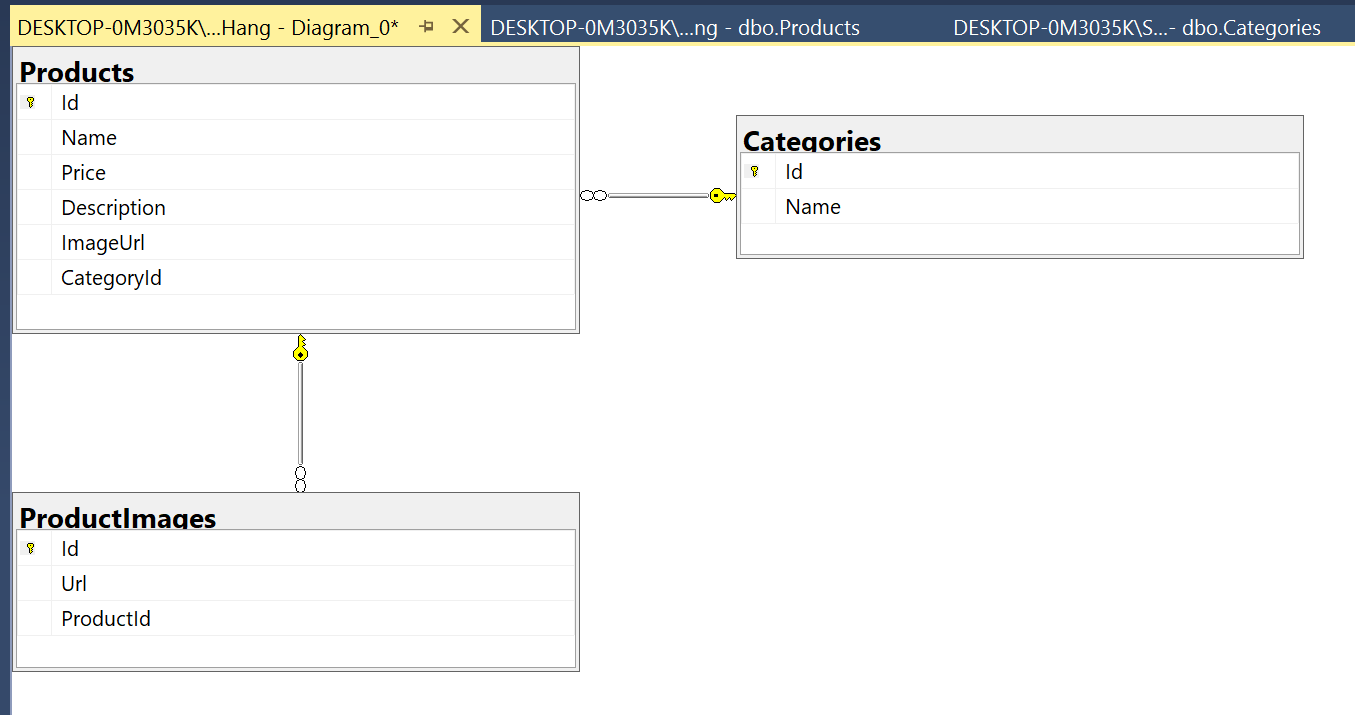 DESKTOP-0M3035K\...Hang - Diagram_0*
DESKTOP-0M3035K\...ng - dbo.Products
DESKTOP-0M3035K\S...- dbo.Categories
Products
Id
Name
Price
Description
ImageUrl
CategoryId
Categories
Id
Name
ProductImages
Id
Url
ProductId